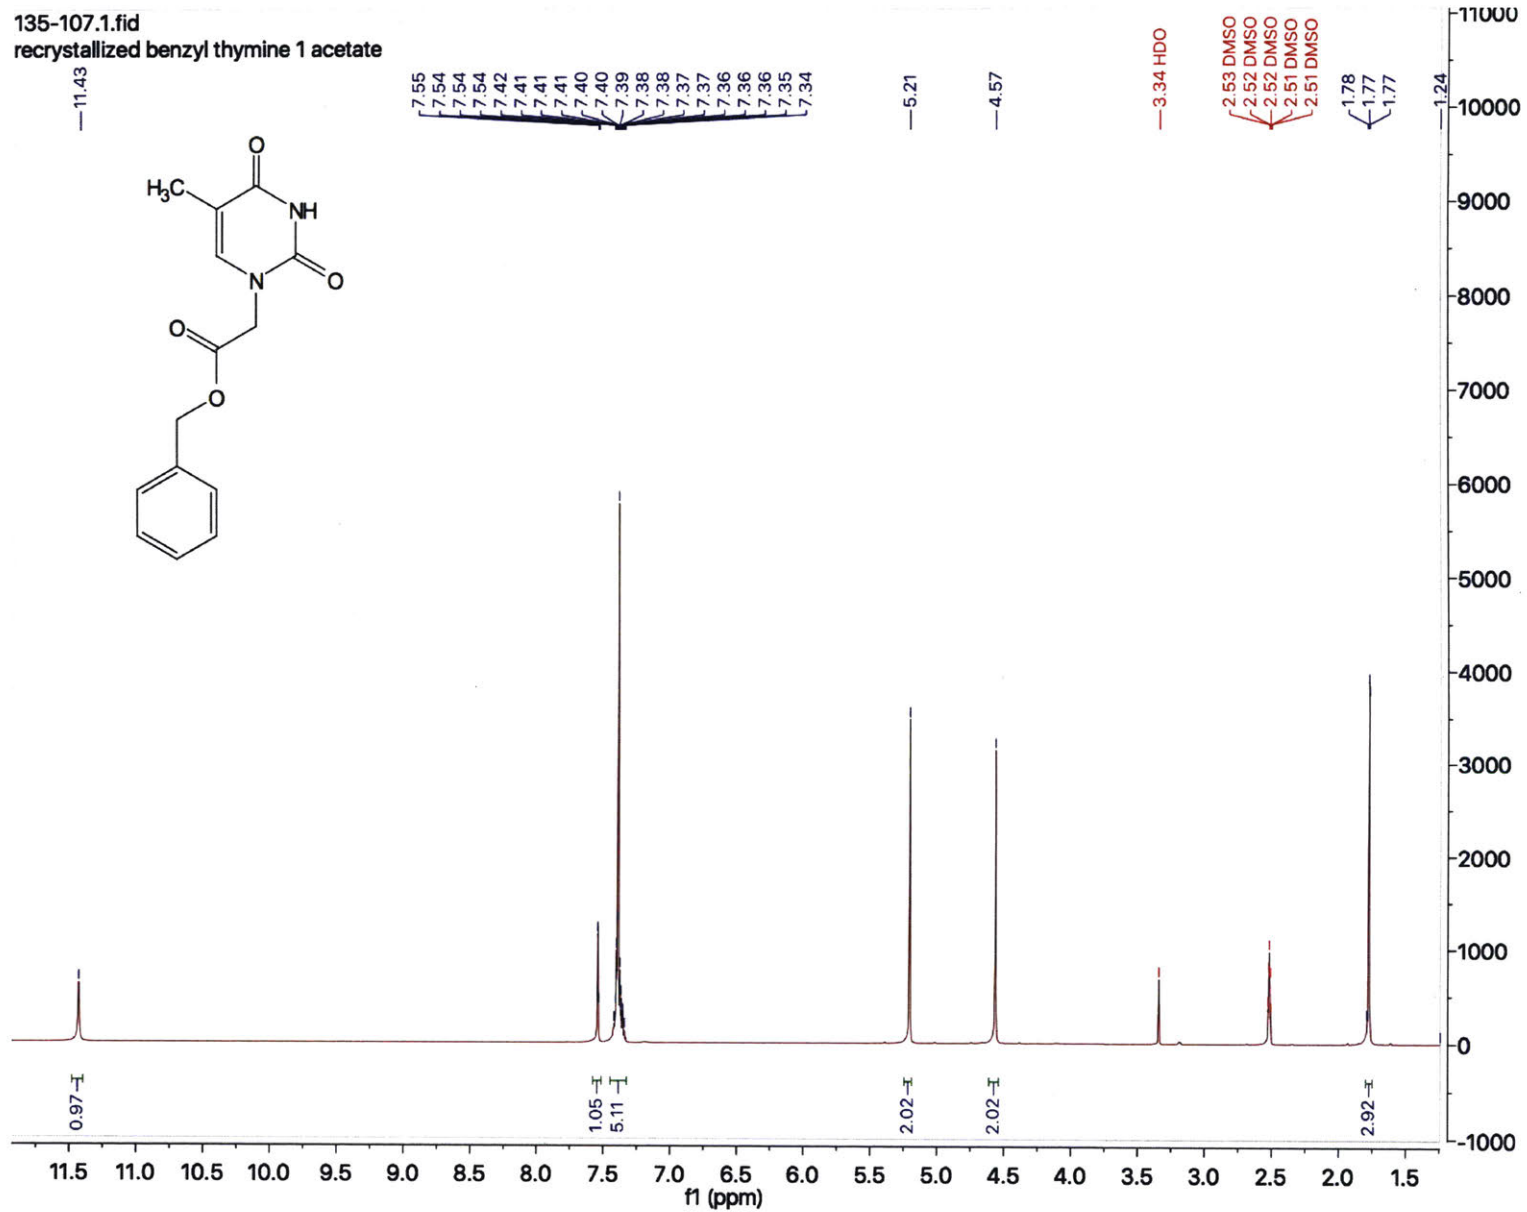 135-107.1.fid
recrystallized benzyl thymine 1 acetate
11.43
7.55
7.54
7.54
7.54
7.42
7.41
7.41
7.41
7.40
7.40
7.39
7.38
7.38
7.37
7.37
7.36
7.36
7.36
7.35
7.34
5.21
4.57
3.34 HDO
2.53 DMSO
2.52 DMSO
2.52 DMSO
2.51 DMSO
2.51 DMSO
1.78
1.77
1.77
1.24
11000
10000
9000
8000
7000
6000
5000
4000
3000
2000
1000
0
-1000
O
H₃C
NH
N
O
O
O
0.97
1.05
5.11
2.02
2.02
2.92
11.5 11.0 10.5 10.0 9.5 9.0 8.5 8.0 7.5 7.0 6.5 6.0 5.5 5.0 4.5 4.0 3.5 3.0 2.5 2.0 1.5
f1 (ppm)